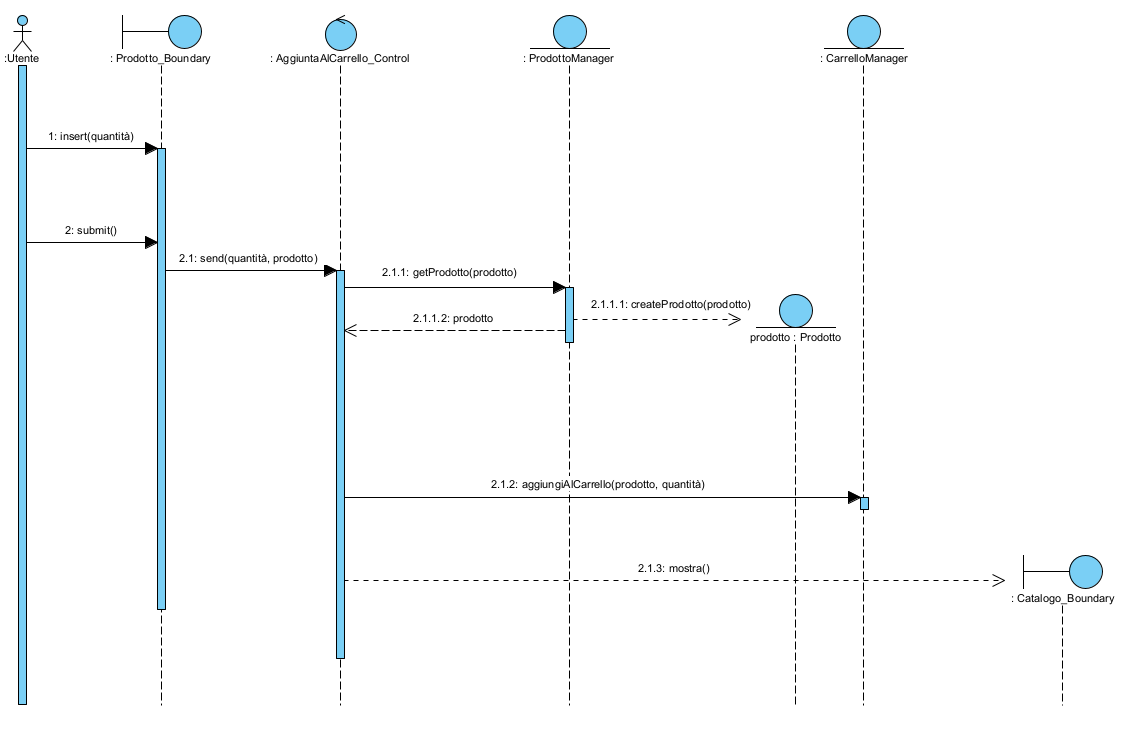 :Utente
: Prodotto_Boundary
: AggiuntaAlCarrello_Control
: ProdottoManager
: CarrelloManager
1: insert(quantità)
2: submit()
2.1: send(quantità, prodotto)
2.1.1: getProdotto(prodotto)
2.1.1.1: createProdotto(prodotto)
2.1.1.2: prodotto
prodotto : Prodotto
2.1.2: aggiungiAlCarrello(prodotto, quantità)
2.1.3: mostra()
: Catalogo_Boundary